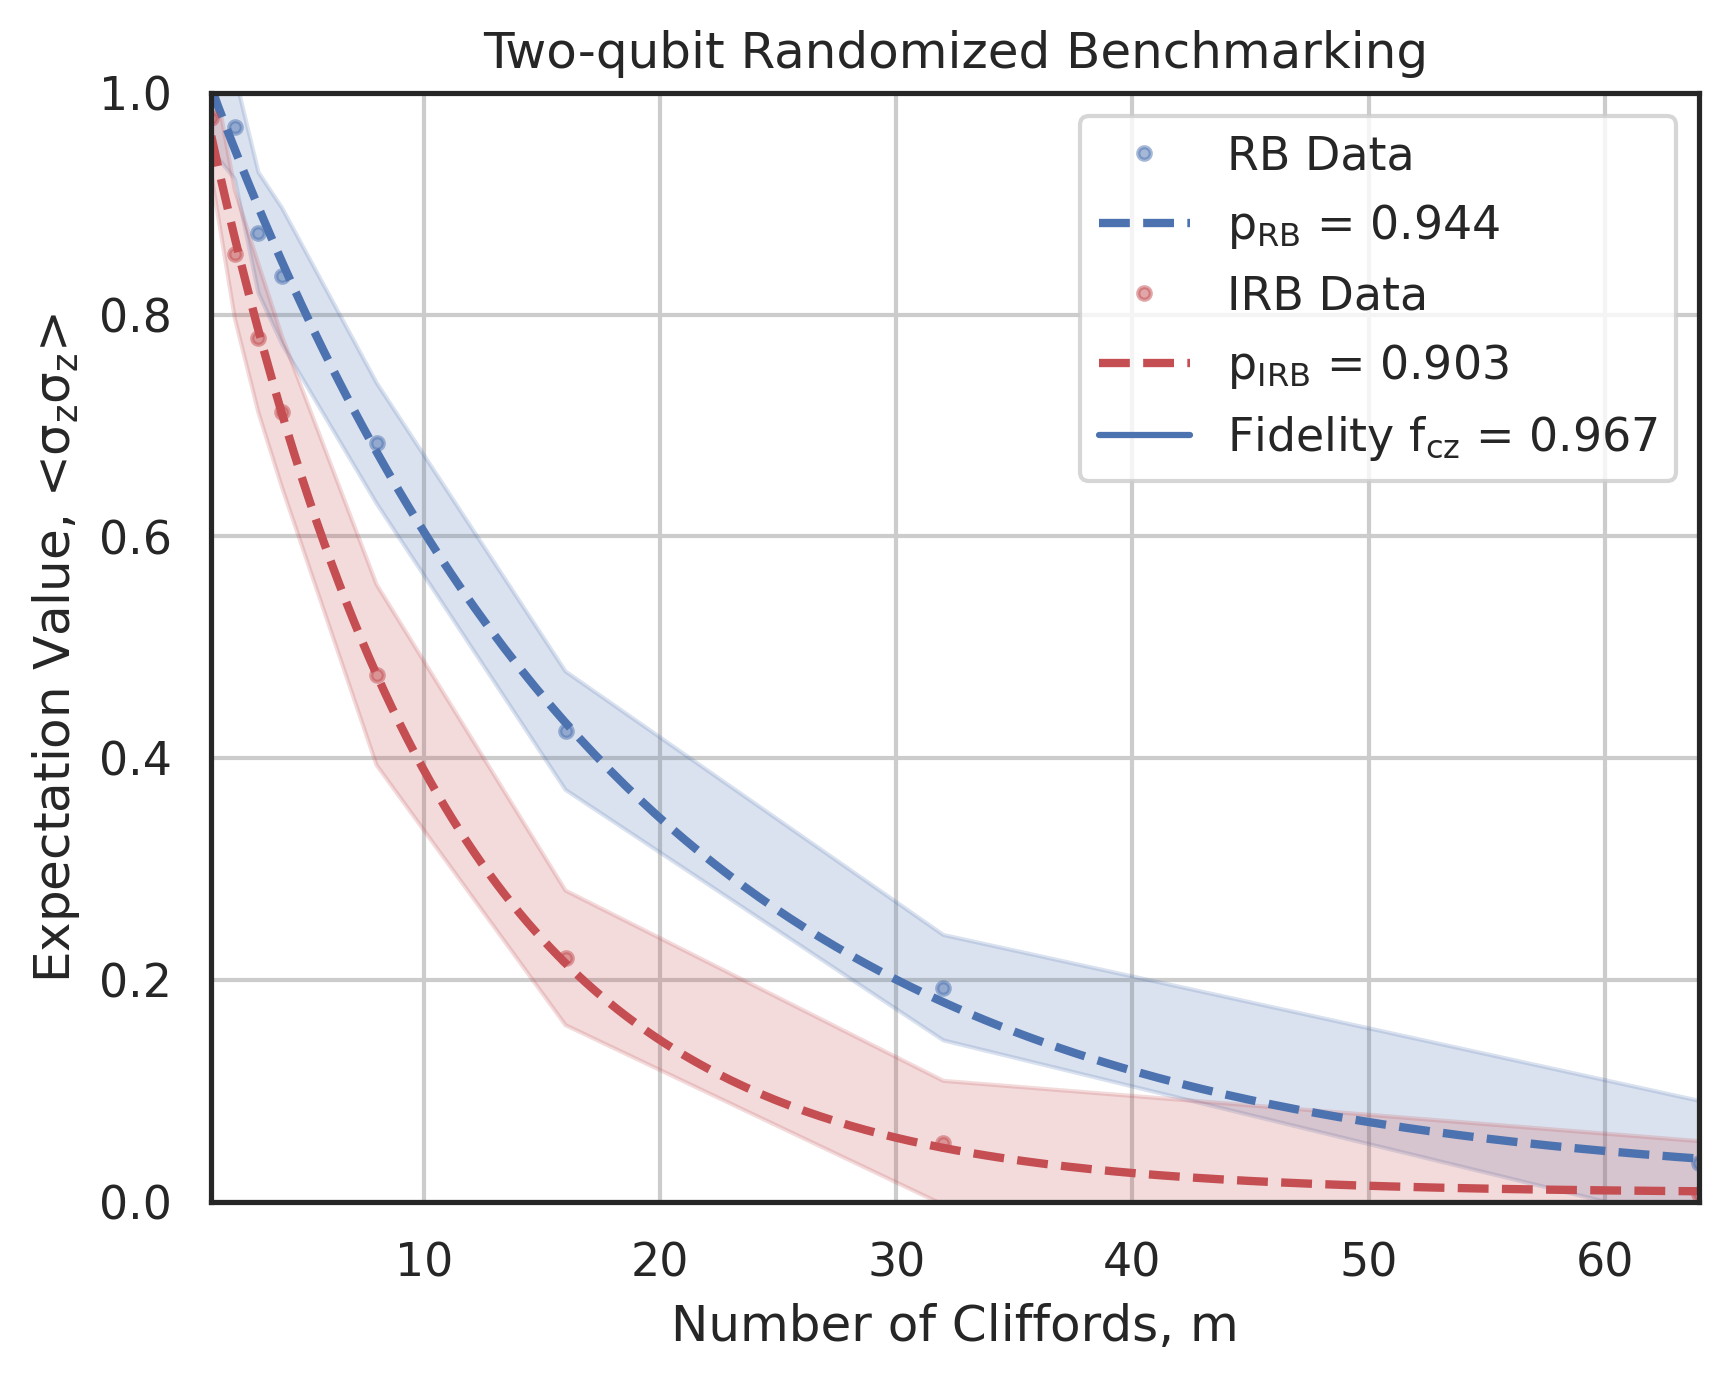 Two-qubit Randomized Benchmarking
1.0
0.8
0.6
0.4
0.2
0.0
Expectation Value, <σzσz>
RB Data
pRB = 0.944
IRB Data
pIRB = 0.903
Fidelity fcz = 0.967
10 20 30 40 50 60
Number of Cliffords, m